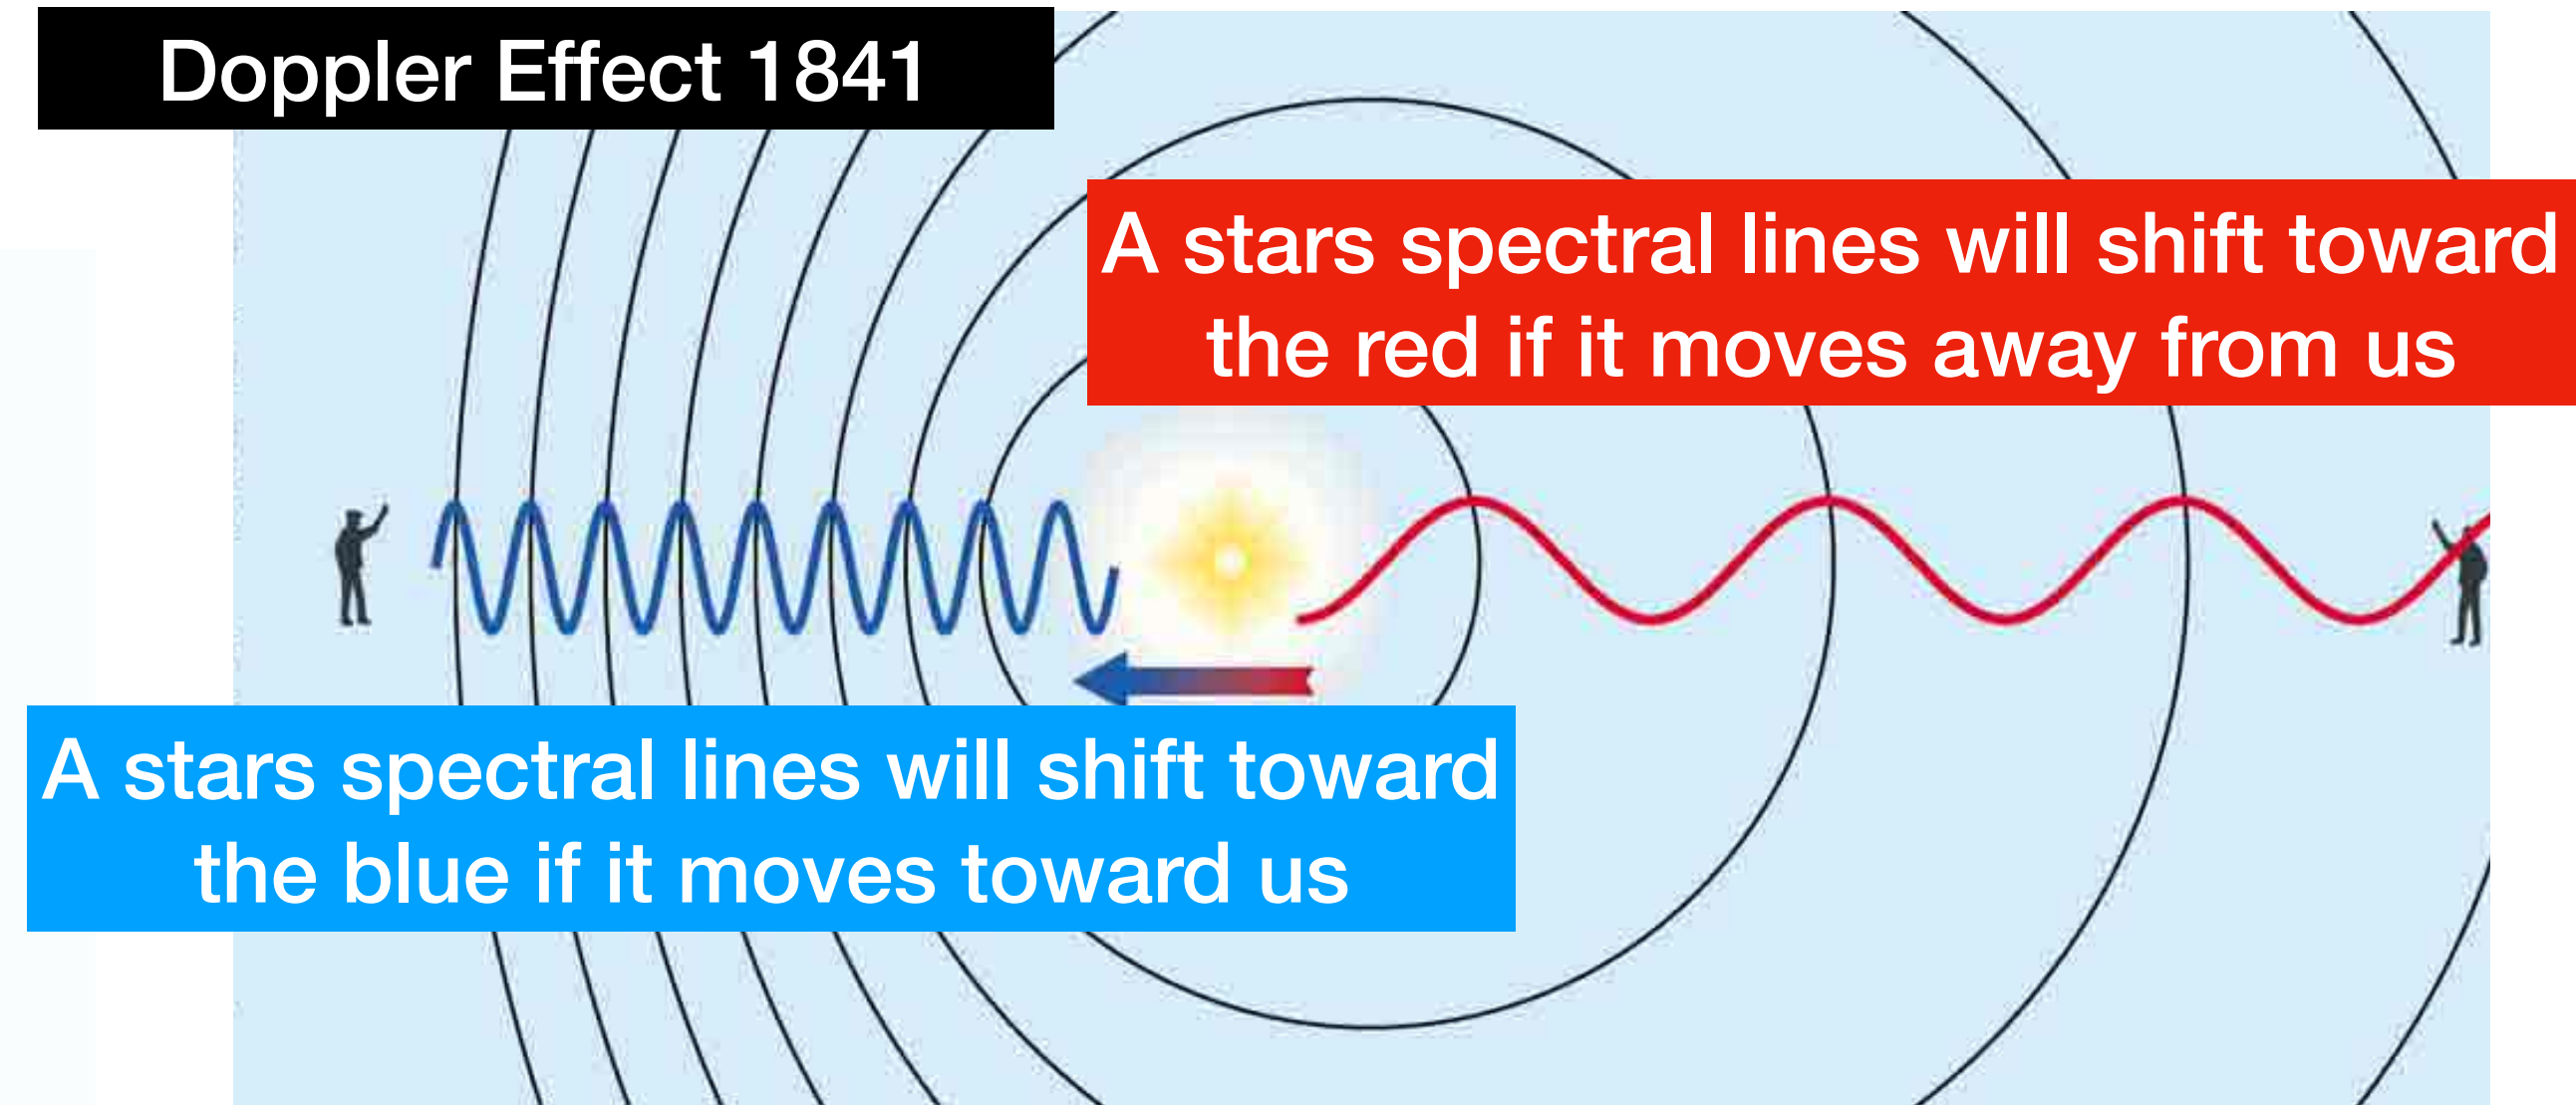 Doppler Effect 1841
A stars spectral lines will shift toward
the red if it moves away from us
A stars spectral lines will shift toward
the blue if it moves toward us